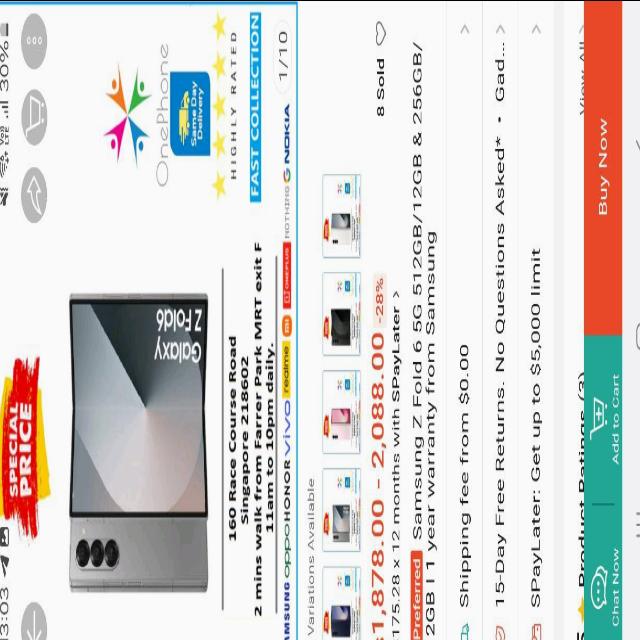 3:03
LTE
30%
SPECIAL
PRICE
OnePhone
Same Day
Delivery
HIGHLY RATED
FAST COLLECTION
Galaxy
Z Fold6
160 Race Course Road
Singapore 218602
2 mins walk from Farrer Park MRT exit F
11am to 10pm daily.
AMSUNG oppo HONOR vivo realme mi ONEPLUS NOTHING G NOKIA
1/10
Variations Available
1,878.00 - 2,088.00 -28%
8 Sold
175.28 x 12 months with SPayLater >
Preferred Samsung Z Fold 6 5G 512GB/12GB & 256GB/
2GB I 1 year warranty from Samsung
Shipping fee from $0.00 >
15-Day Free Returns. No Questions Asked* • Gad... >
SPayLater: Get up to $5,000 limit >
Product Ratings (3)
View All >
Chat Now
Add to Cart
Buy Now